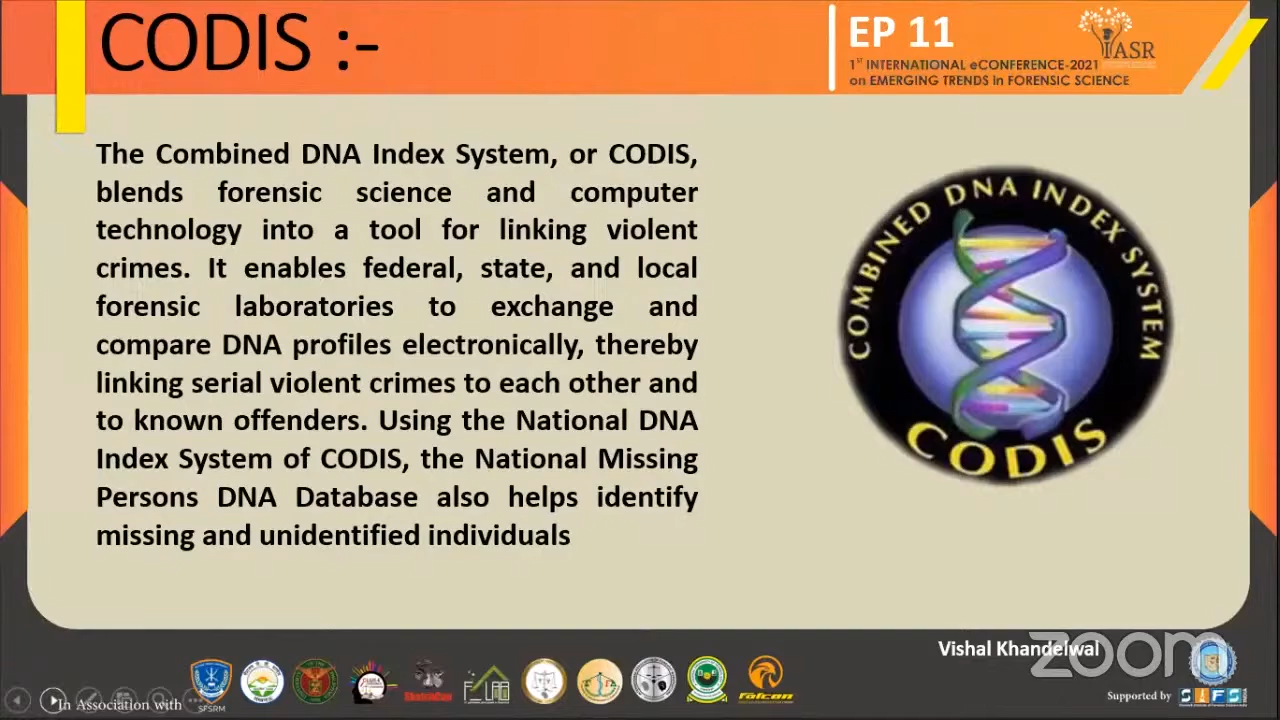 CODIS :-
EP 11
IASR
1ST INTERNATIONAL eCONFERENCE-2021
on EMERGING TRENDS in FORENSIC SCIENCE
The Combined DNA Index System, or CODIS,
blends forensic science and computer
technology into a tool for linking violent
crimes. It enables federal, state, and local
forensic laboratories to exchange and
compare DNA profiles electronically, thereby
linking serial violent crimes to each other and
to known offenders. Using the National DNA
Index System of CODIS, the National Missing
Persons DNA Database also helps identify
missing and unidentified individuals
COMBINED DNA INDEX SYSTEM
CODIS
Vishal Khandelwal
zoom
In Association with
SFSRM
Falcon
Supported by
SIFS